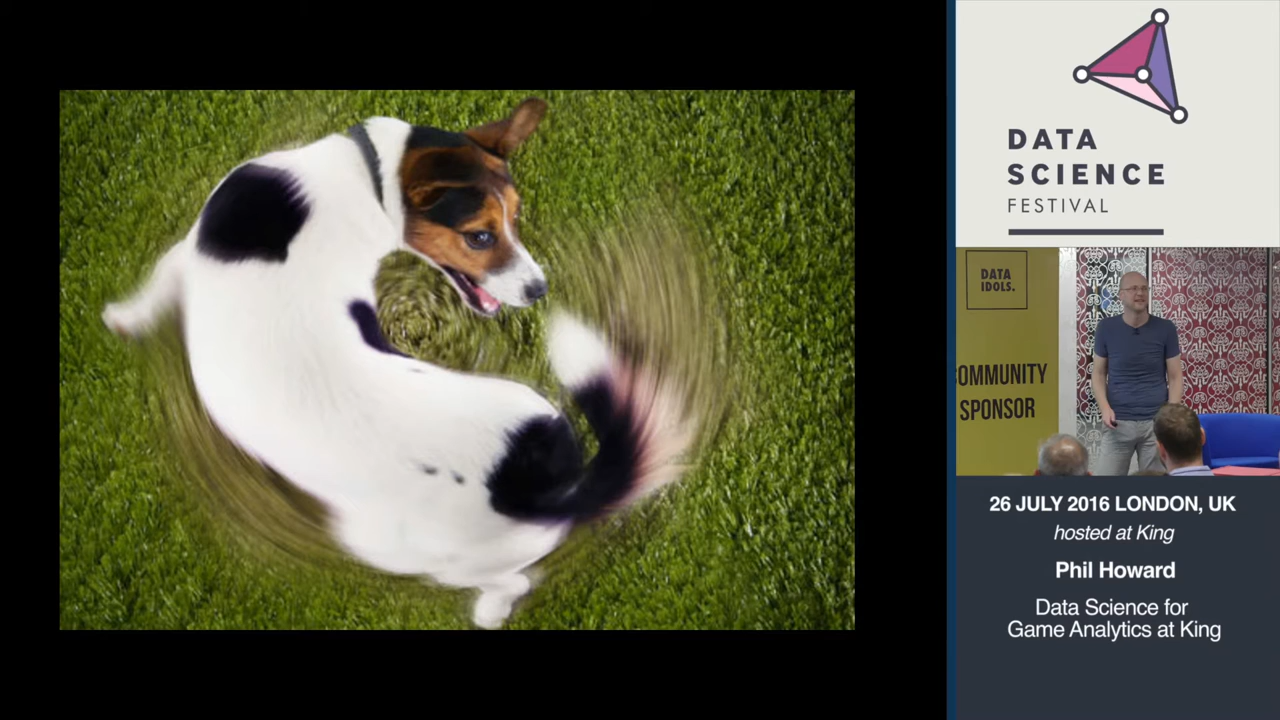 DATA
SCIENCE
FESTIVAL
DATA
IDOLS.
OMMUNITY
SPONSOR
26 JULY 2016 LONDON, UK
hosted at King
Phil Howard
Data Science for
Game Analytics at King